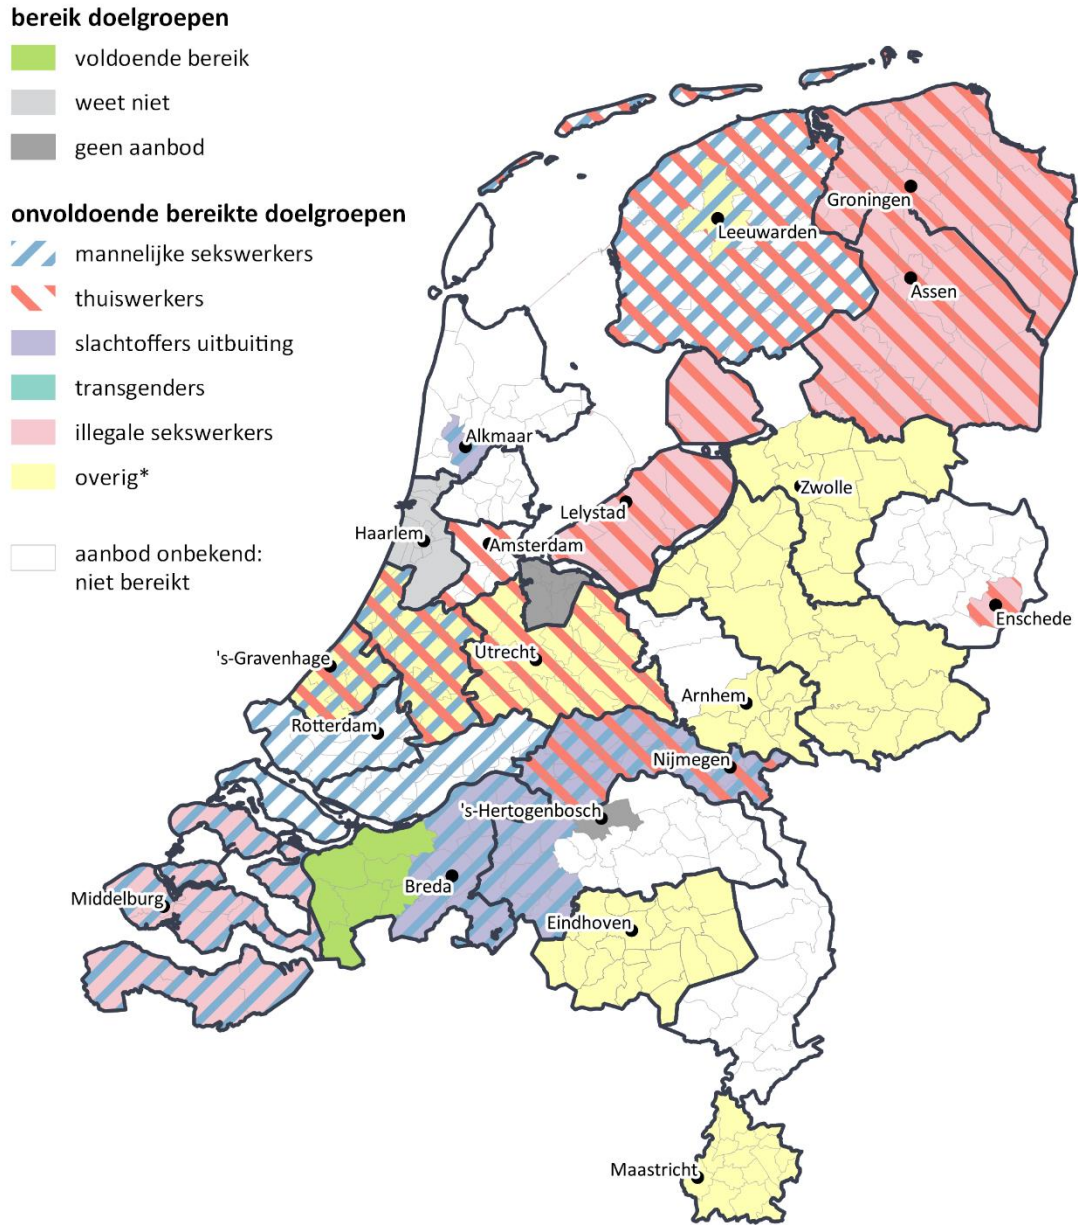 bereik doelgroepen
voldoende bereik
weet niet
geen aanbod
onvoldoende bereikte doelgroepen
mannelijke sekswerkers
thuiswerkers
slachtoffers uitbuiting
transgenders
illegale sekswerkers
overig*
aanbod onbekend:
niet bereikt
Groningen
Leeuwarden
Assen
Alkmaar
Zwolle
Lelystad
Haarlem
Amsterdam
Enschede
Utrecht
's-Gravenhage
Arnhem
Rotterdam
Nijmegen
's-Hertogenbosch
Breda
Middelburg
Eindhoven
Maastricht